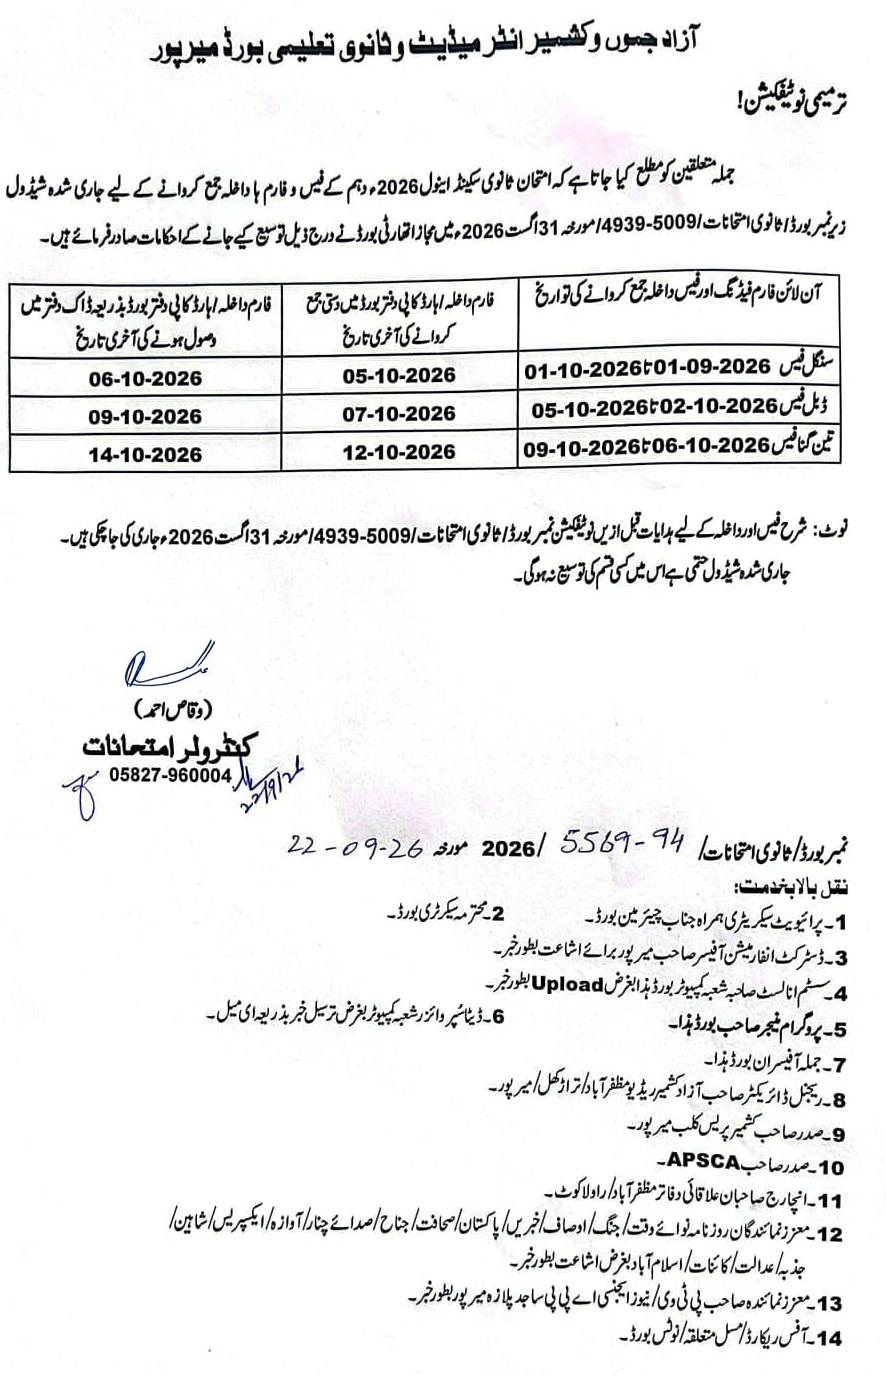 آزاد جموں و کشمیر انٹرمیڈیٹ و ثانوی تعلیمی بورڈ میرپور
ترمیمی نوٹیفکیشن!
جملہ متعلقین کو مطلع کیا جاتا ہے کہ امتحان ثانوی سکینڈ اینول 2026ء دہم کے فیس و فارم ہا داخلہ جمع کروانے کے لیے جاری شدہ شیڈول
زیر نمبر بورڈ/ثانوی امتحانات/4939-5009/مورخہ 31اگست 2026ء میں مجاز اتھارٹی بورڈ نے درج ذیل توسیع کیے جانے کے احکامات صادر فرمائے ہیں۔
آن لائن فارم فیڈنگ اور فیس داخلہ جمع کروانے کی تواریخ
فارم داخلہ/ہارڈ کاپی دفتر بورڈ میں دستی جمع
کروانے کی آخری تاریخ
فارم داخلہ/ہارڈ کاپی دفتر بورڈ بذریعہ ڈاک دفتر میں
وصول ہونے کی آخری تاریخ
سنگل فیس 01-09-2026 تا 01-10-2026
05-10-2026
06-10-2026
ڈبل فیس 02-10-2026 تا 05-10-2026
07-10-2026
09-10-2026
تین گنا فیس 06-10-2026 تا 09-10-2026
12-10-2026
14-10-2026
نوٹ: شرح فیس اور داخلہ کے لیے ہدایات قبل ازیں نوٹیفکیشن نمبر بورڈ/ثانوی امتحانات/4939-5009/مورخہ 31اگست 2026ء جاری کی جا چکی ہیں۔
جاری شدہ شیڈول حتمی ہے اس میں کسی قسم کی توسیع نہ ہوگی۔
(وقاص احمد)
کنٹرولر امتحانات
05827-960004
22/9/26
نمبر بورڈ/ثانوی امتحانات/ 5569-94 /2026 مورخہ 22-09-26
نقل بالا بخدمت:
1۔پرائیویٹ سیکریٹری ہمراہ جناب چیئرمین بورڈ۔ 2۔محترمہ سیکرٹری بورڈ۔
3۔ڈسٹرکٹ انفارمیشن آفیسر صاحب میرپور برائے اشاعت بطور خبر۔
4۔سسٹم انالسٹ صاحبہ شعبہ کمپیوٹر بورڈ ہذا بغرض Upload بطور خبر۔
5۔پروگرام منیجر صاحب بورڈ ہذا۔ 6۔ڈیٹا سپروائزر شعبہ کمپیوٹر بغرض ترسیل خبر بذریعہ ای میل۔
7۔جملہ آفیسران بورڈ ہذا۔
8۔ریجنل ڈائریکٹر صاحب آزاد کشمیر ریڈیو مظفرآباد/تراڑکھل/میرپور۔
9۔صدر صاحب کشمیر پریس کلب میرپور۔
10۔صدر صاحب APSCA۔
11۔انچارج صاحبان علاقائی دفاتر مظفرآباد/راولاکوٹ۔
12۔معزز نمائندگان روزنامہ نوائے وقت/جنگ/اوصاف/خبریں/پاکستان/صحافت/جناح/صدائے چنار/آوازہ/ایکسپریس/شاہین/
جذبہ/عدالت/کائنات/اسلام آباد بغرض اشاعت بطور خبر۔
13۔معزز نمائندہ صاحب پی ٹی وی/نیوز ایجنسی اے پی پی ساجد پلازہ میرپور بطور خبر۔
14۔آفس ریکارڈ/مسل متعلقہ/نوٹس بورڈ۔